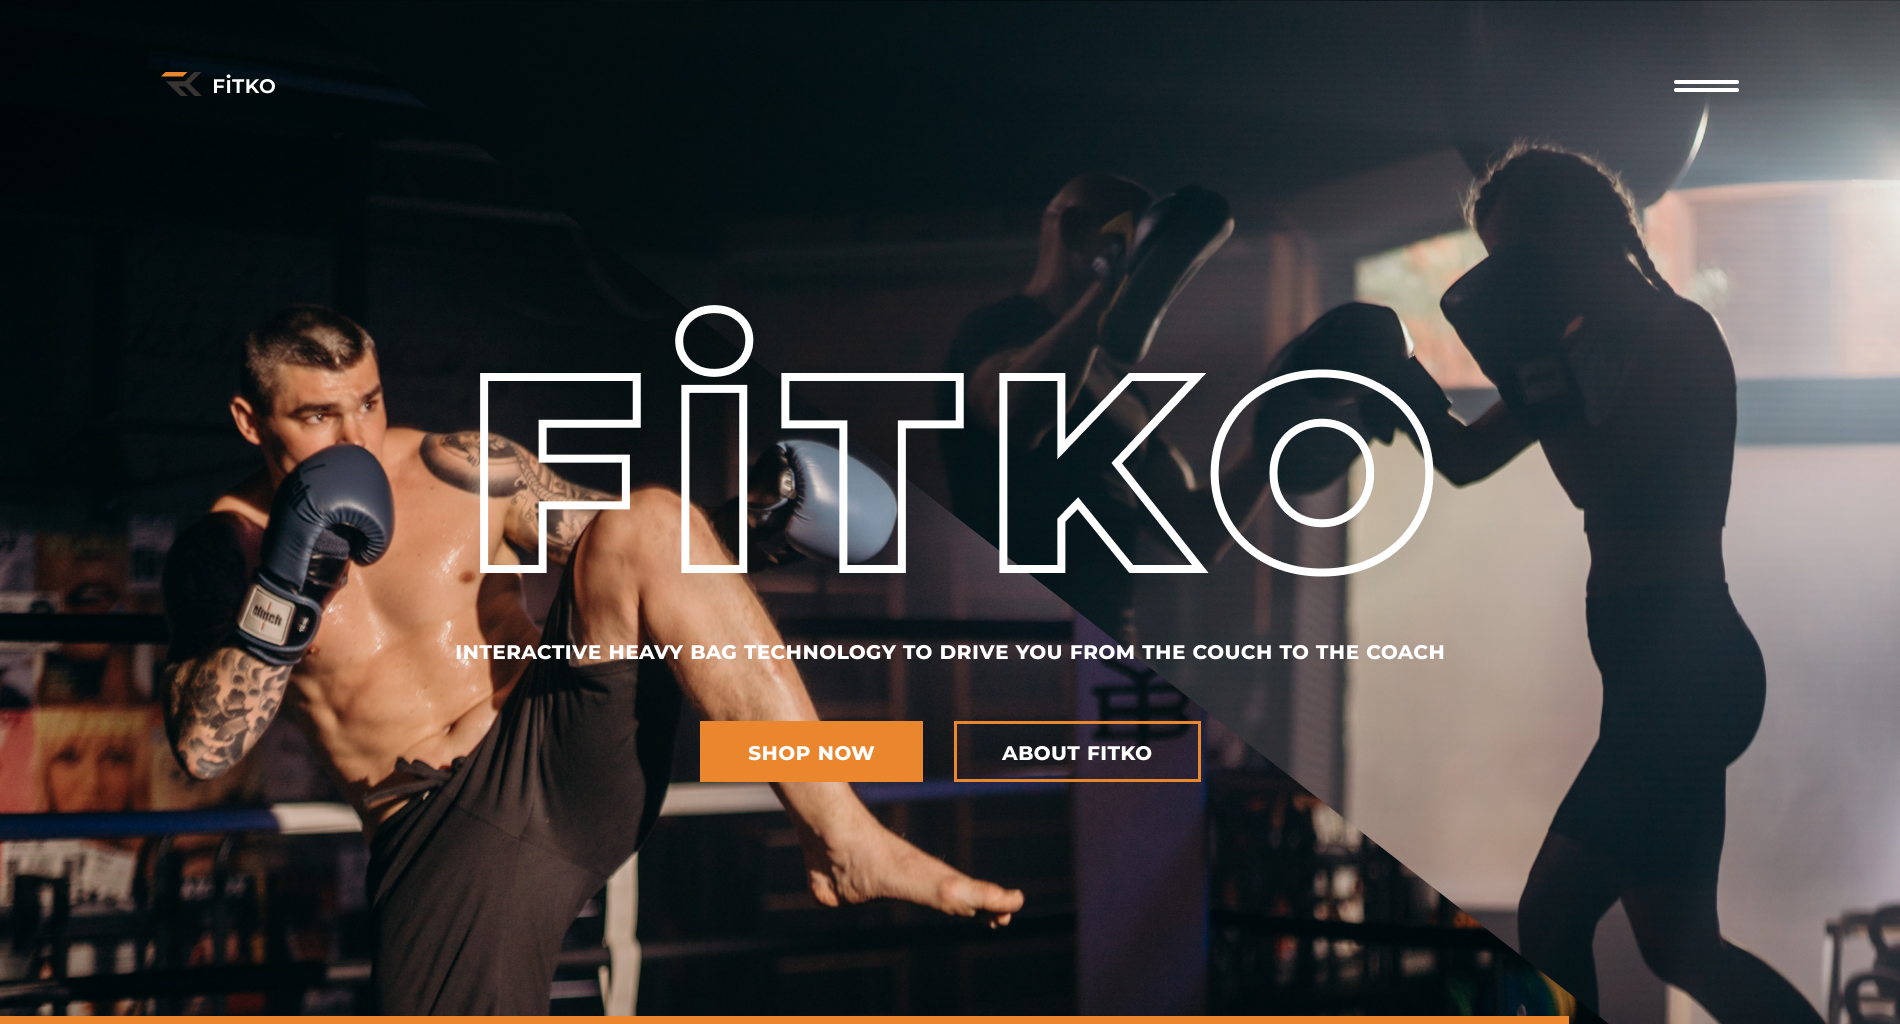 FiTKO
FiTKO
INTERACTIVE HEAVY BAG TECHNOLOGY TO DRIVE YOU FROM THE COUCH TO THE COACH
SHOP NOW
ABOUT FITKO
clinch